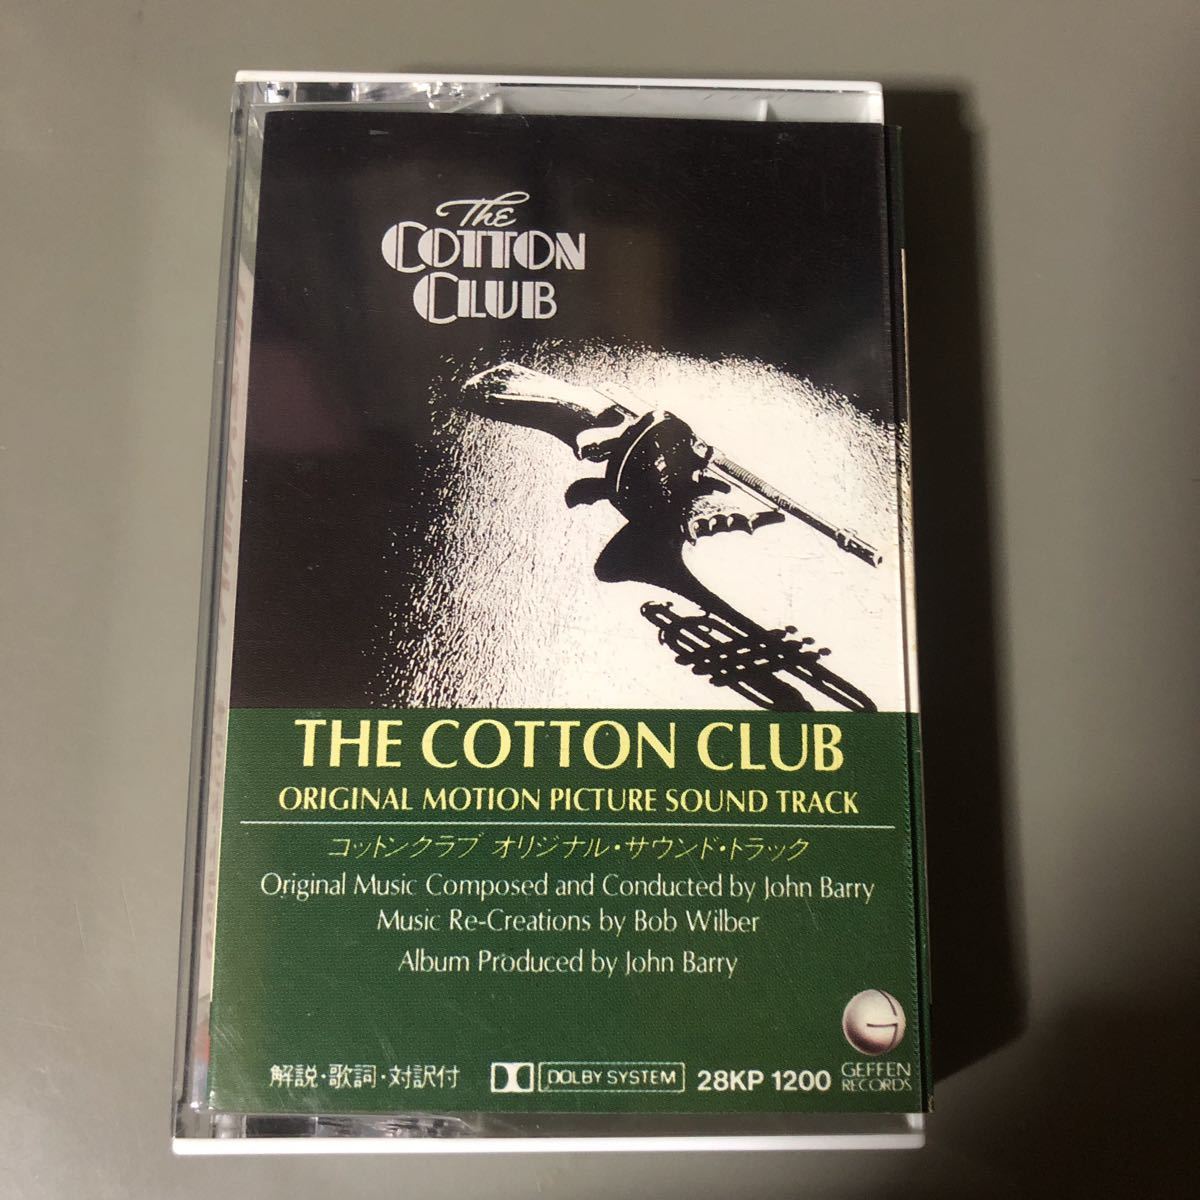 The
COTTON
CLUB
THE COTTON CLUB
ORIGINAL MOTION PICTURE SOUND TRACK
コットンクラブ オリジナル・サウンド・トラック
Original Music Composed and Conducted by John Barry
Music Re-Creations by Bob Wilber
Album Produced by John Barry
解説・歌詞・対訳付
DOLBY SYSTEM
28KP 1200
GEFFEN
RECORDS